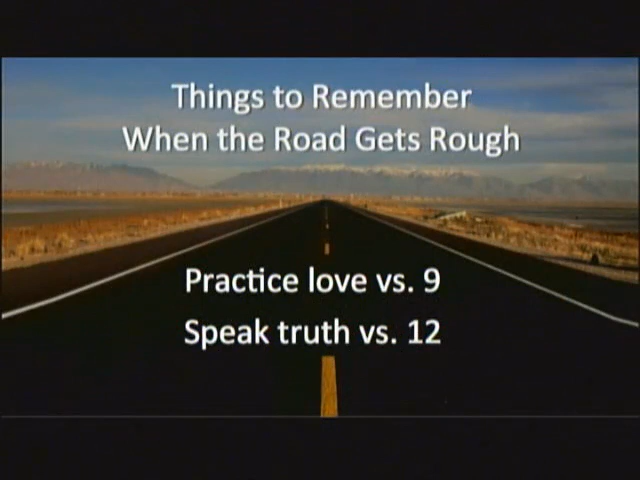 Things to Remember
When the Road Gets Rough
Practice love vs. 9
Speak truth vs. 12